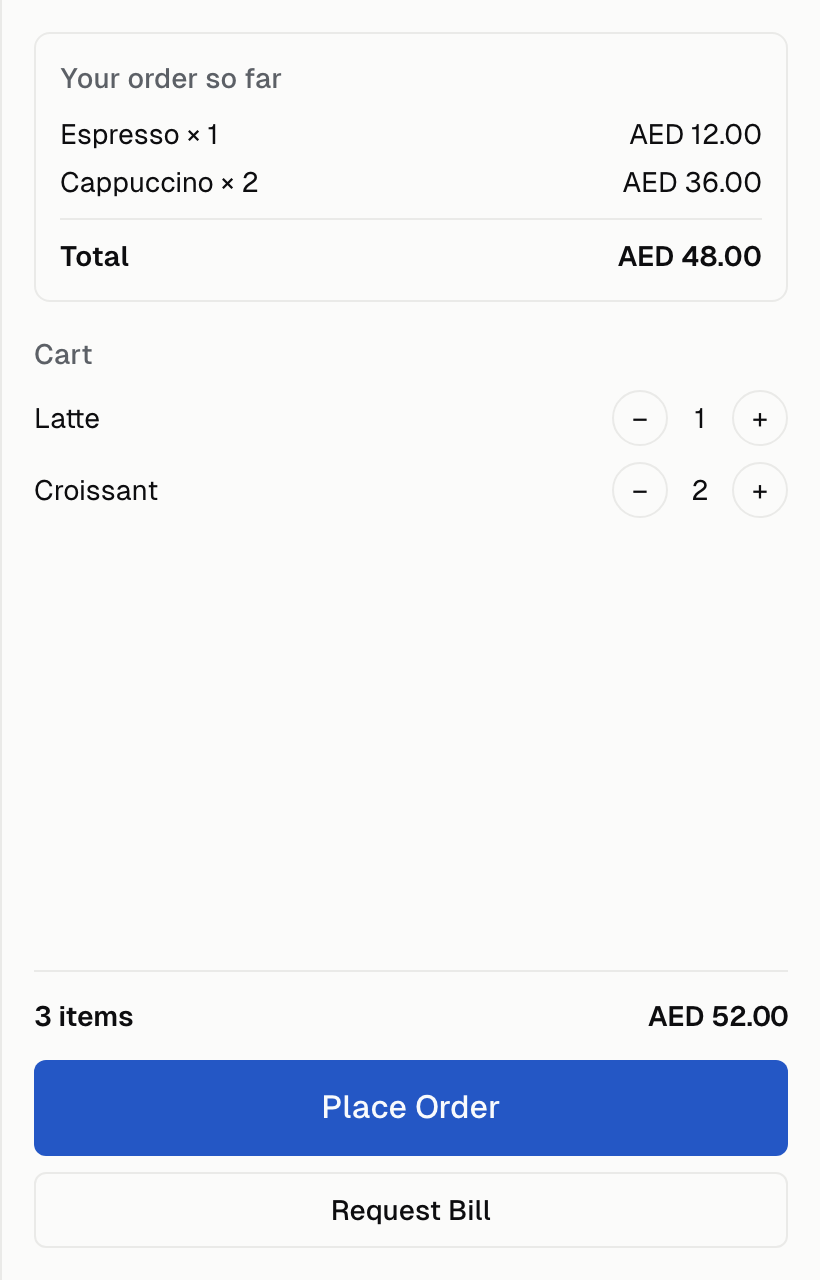 Your order so far
Espresso × 1 AED 12.00
Cappuccino × 2 AED 36.00
Total AED 48.00
Cart
Latte − 1 +
Croissant − 2 +
3 items AED 52.00
Place Order
Request Bill